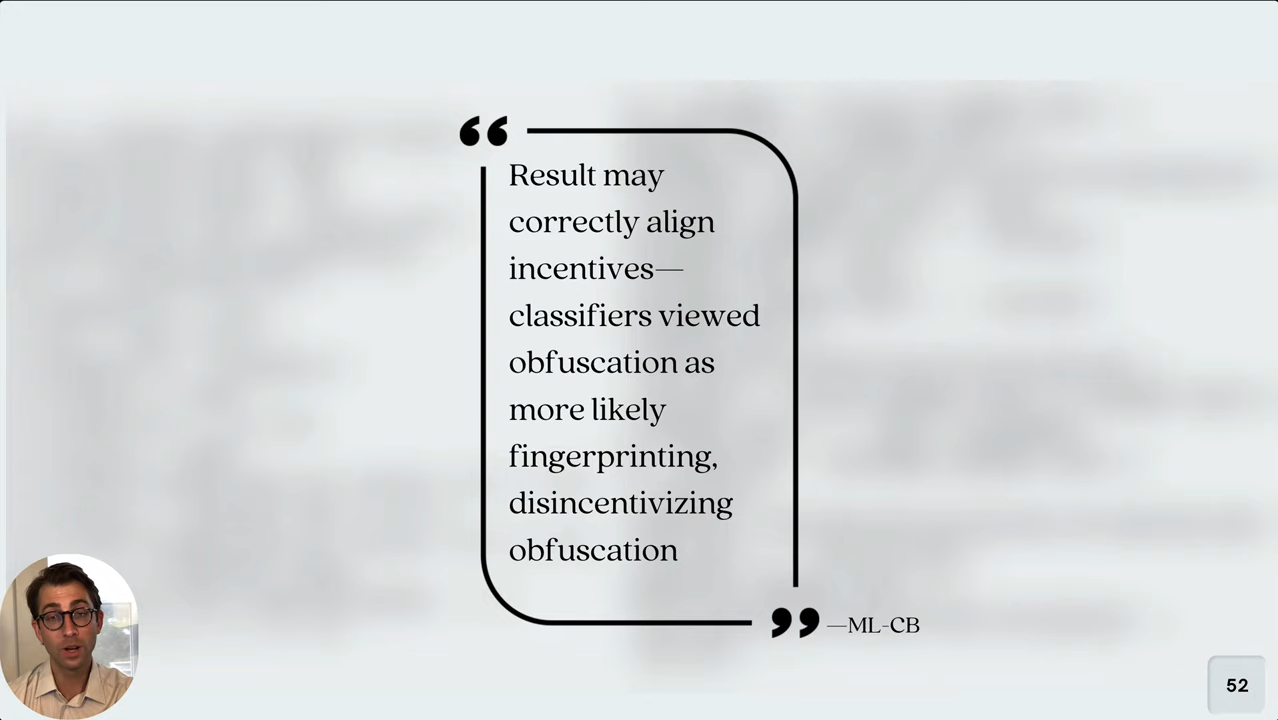 “
Result may
correctly align
incentives—
classifiers viewed
obfuscation as
more likely
fingerprinting,
disincentivizing
obfuscation
” —ML-CB
52